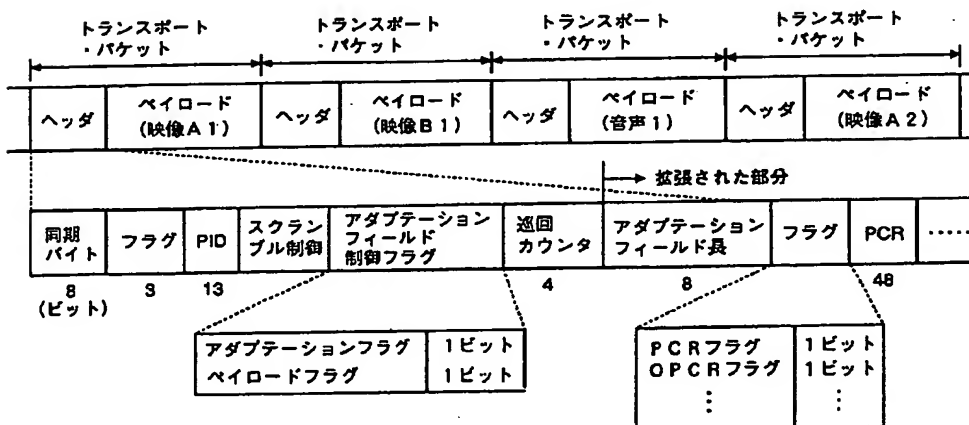 トランスポート
・パケット
トランスポート
・パケット
トランスポート
・パケット
トランスポート
・パケット
ヘッダ
ペイロード
(映像A1)
ヘッダ
ペイロード
(映像B1)
ヘッダ
ペイロード
(音声1)
ヘッダ
ペイロード
(映像A2)
拡張された部分
同期
バイト
フラグ
PID
スクラン
ブル制御
アダプテーション
フィールド
制御フラグ
巡回
カウンタ
アダプテーション
フィールド長
フラグ
PCR
……
8
(ビット)
3
13
4
8
48
アダプテーションフラグ
1ビット
ペイロードフラグ
1ビット
PCRフラグ
1ビット
OPCRフラグ
1ビット
⋮
⋮